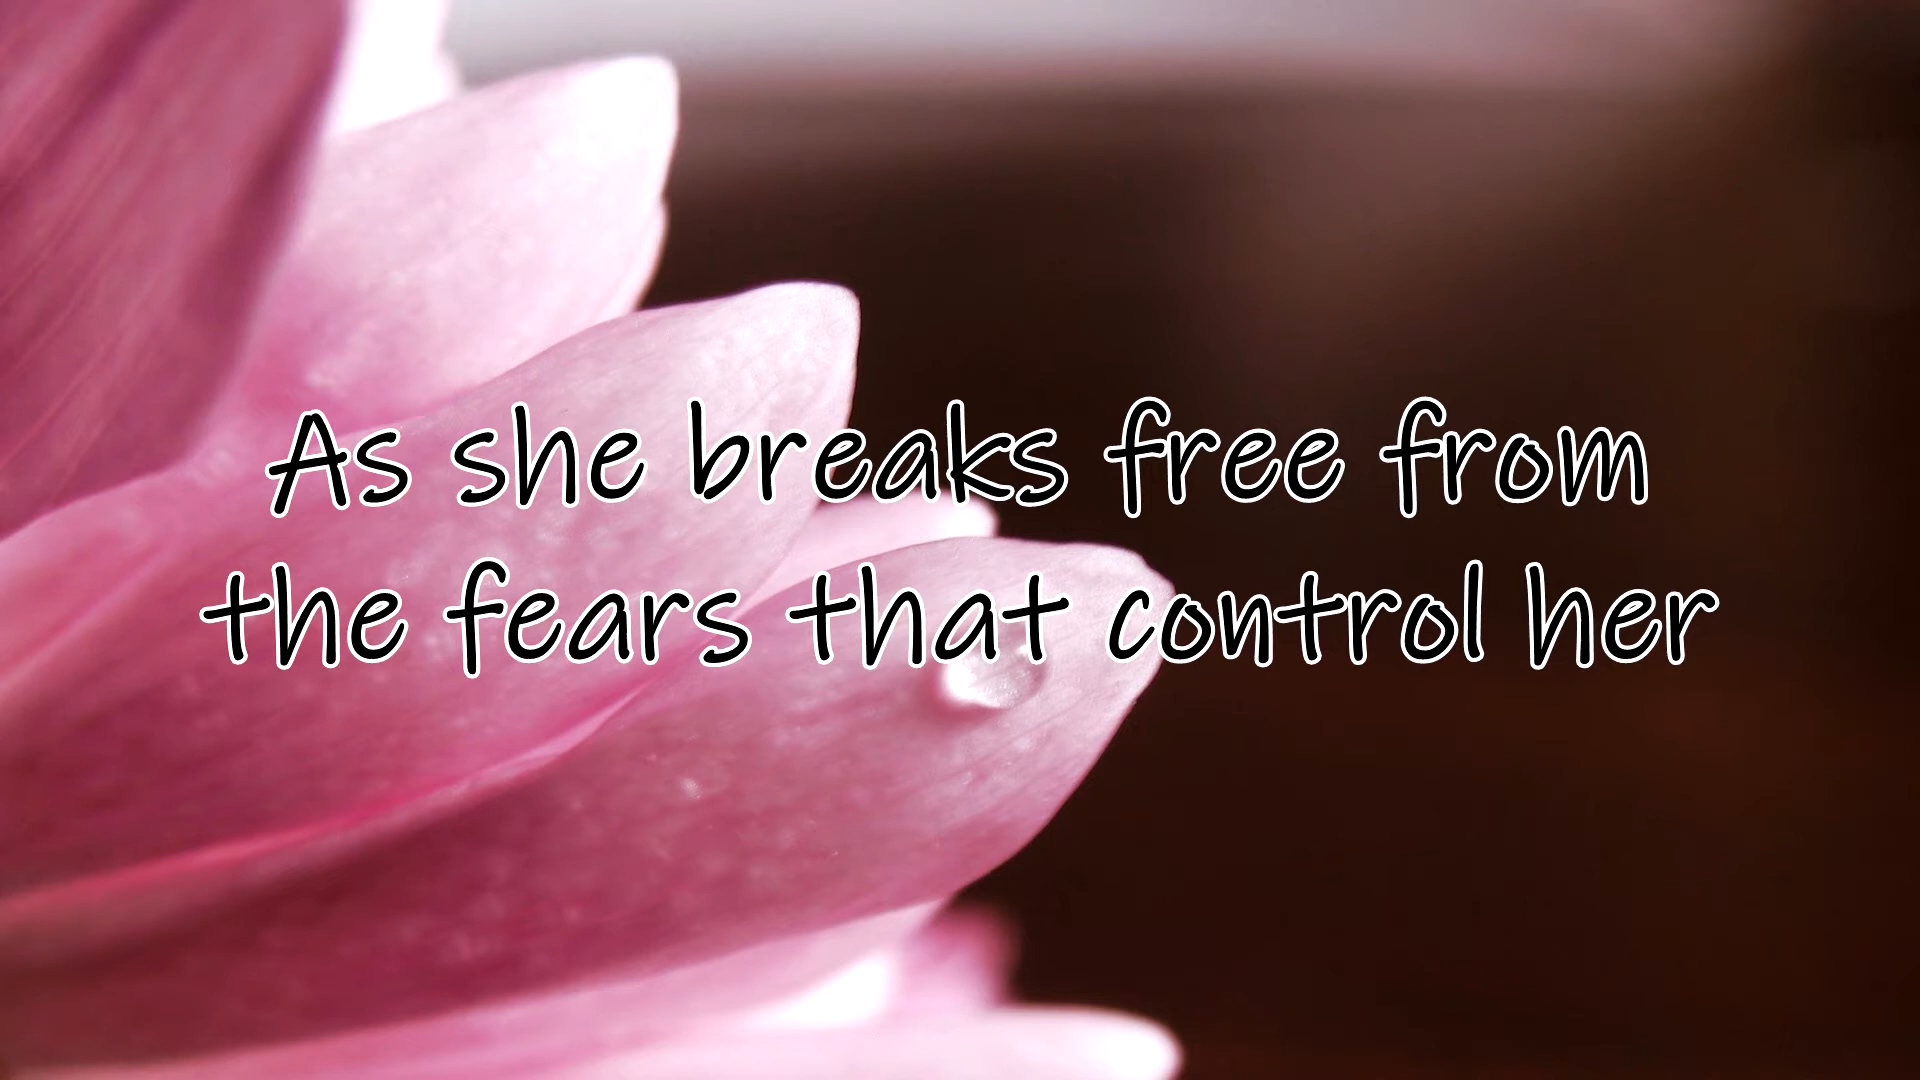 As she breaks free from
the fears that control her